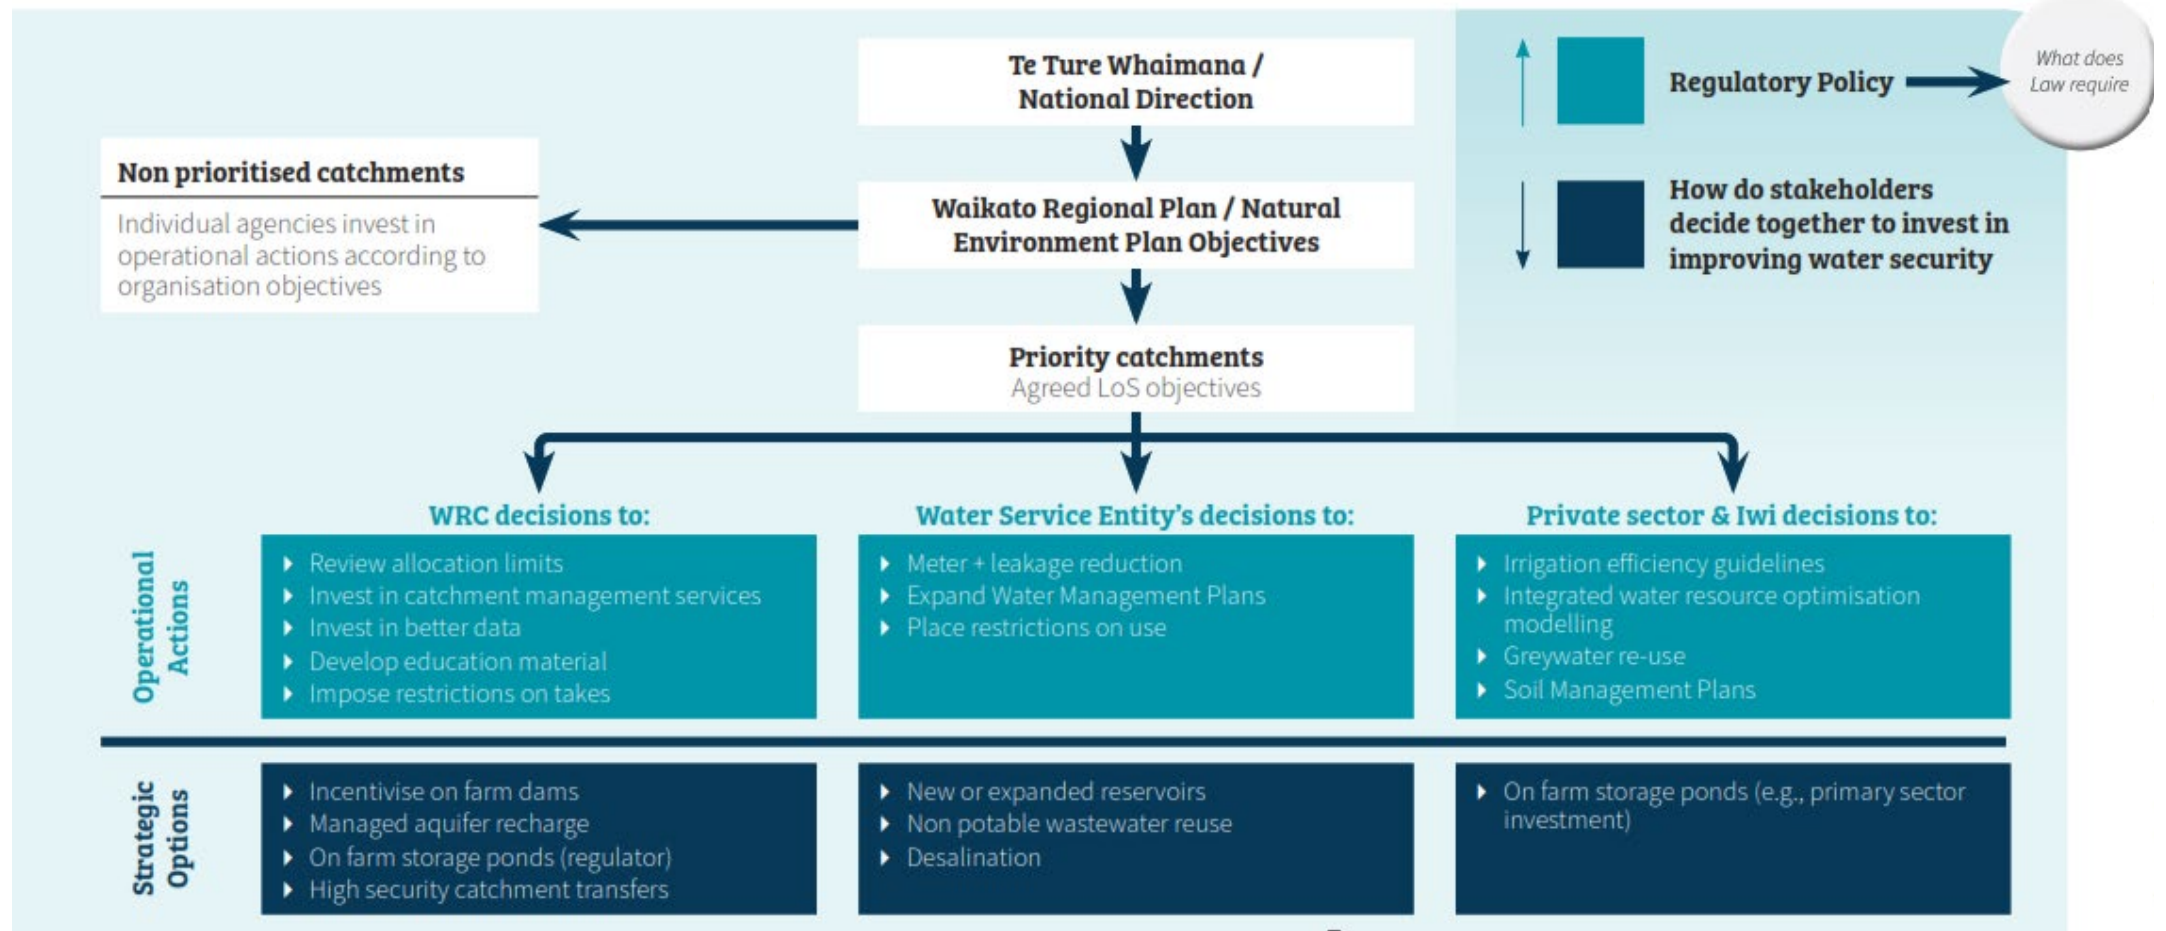 Te Ture Whaimana /
National Direction
Regulatory Policy
What does
Law require
Non prioritised catchments
Individual agencies invest in
operational actions according to
organisation objectives
Waikato Regional Plan / Natural
Environment Plan Objectives
How do stakeholders
decide together to invest in
improving water security
Priority catchments
Agreed LoS objectives
Operational
Actions
WRC decisions to:
Review allocation limits
Invest in catchment management services
Invest in better data
Develop education material
Impose restrictions on takes
Water Service Entity's decisions to:
Meter + leakage reduction
Expand Water Management Plans
Place restrictions on use
Private sector & Iwi decisions to:
Irrigation efficiency guidelines
Integrated water resource optimisation
modelling
Greywater re-use
Soil Management Plans
Strategic
Options
Incentivise on farm dams
Managed aquifer recharge
On farm storage ponds (regulator)
High security catchment transfers
New or expanded reservoirs
Non potable wastewater reuse
Desalination
On farm storage ponds (e.g., primary sector
investment)